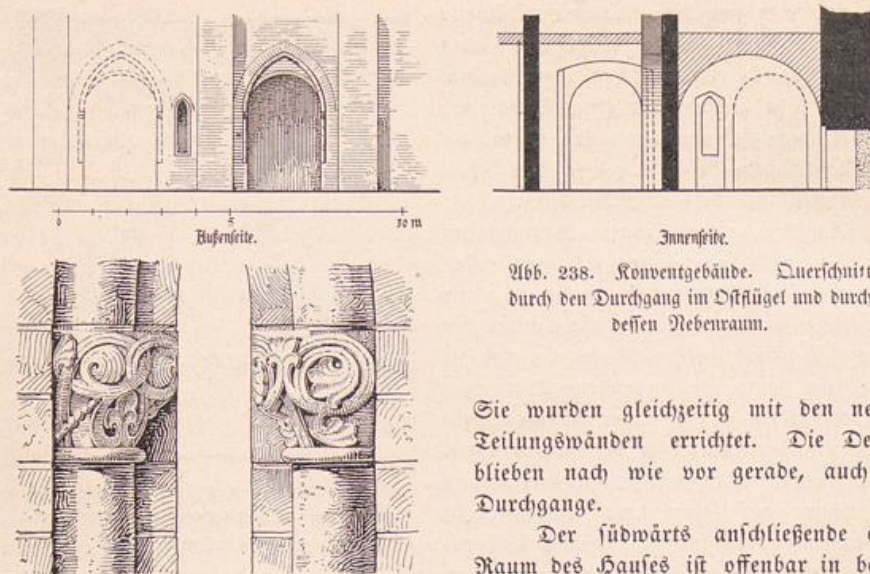 0 5 10 m
Außenseite.
Innenseite.
Abb. 238. Konventgebäude. Querschnitt
durch den Durchgang im Ostflügel und durch
dessen Nebenraum.
Sie wurden gleichzeitig mit den ne
Teilungswänden errichtet. Die De
blieben nach wie vor gerade, auch
Durchgange.
Der südwärts anschließende
Raum des Hauses ist offenbar in be